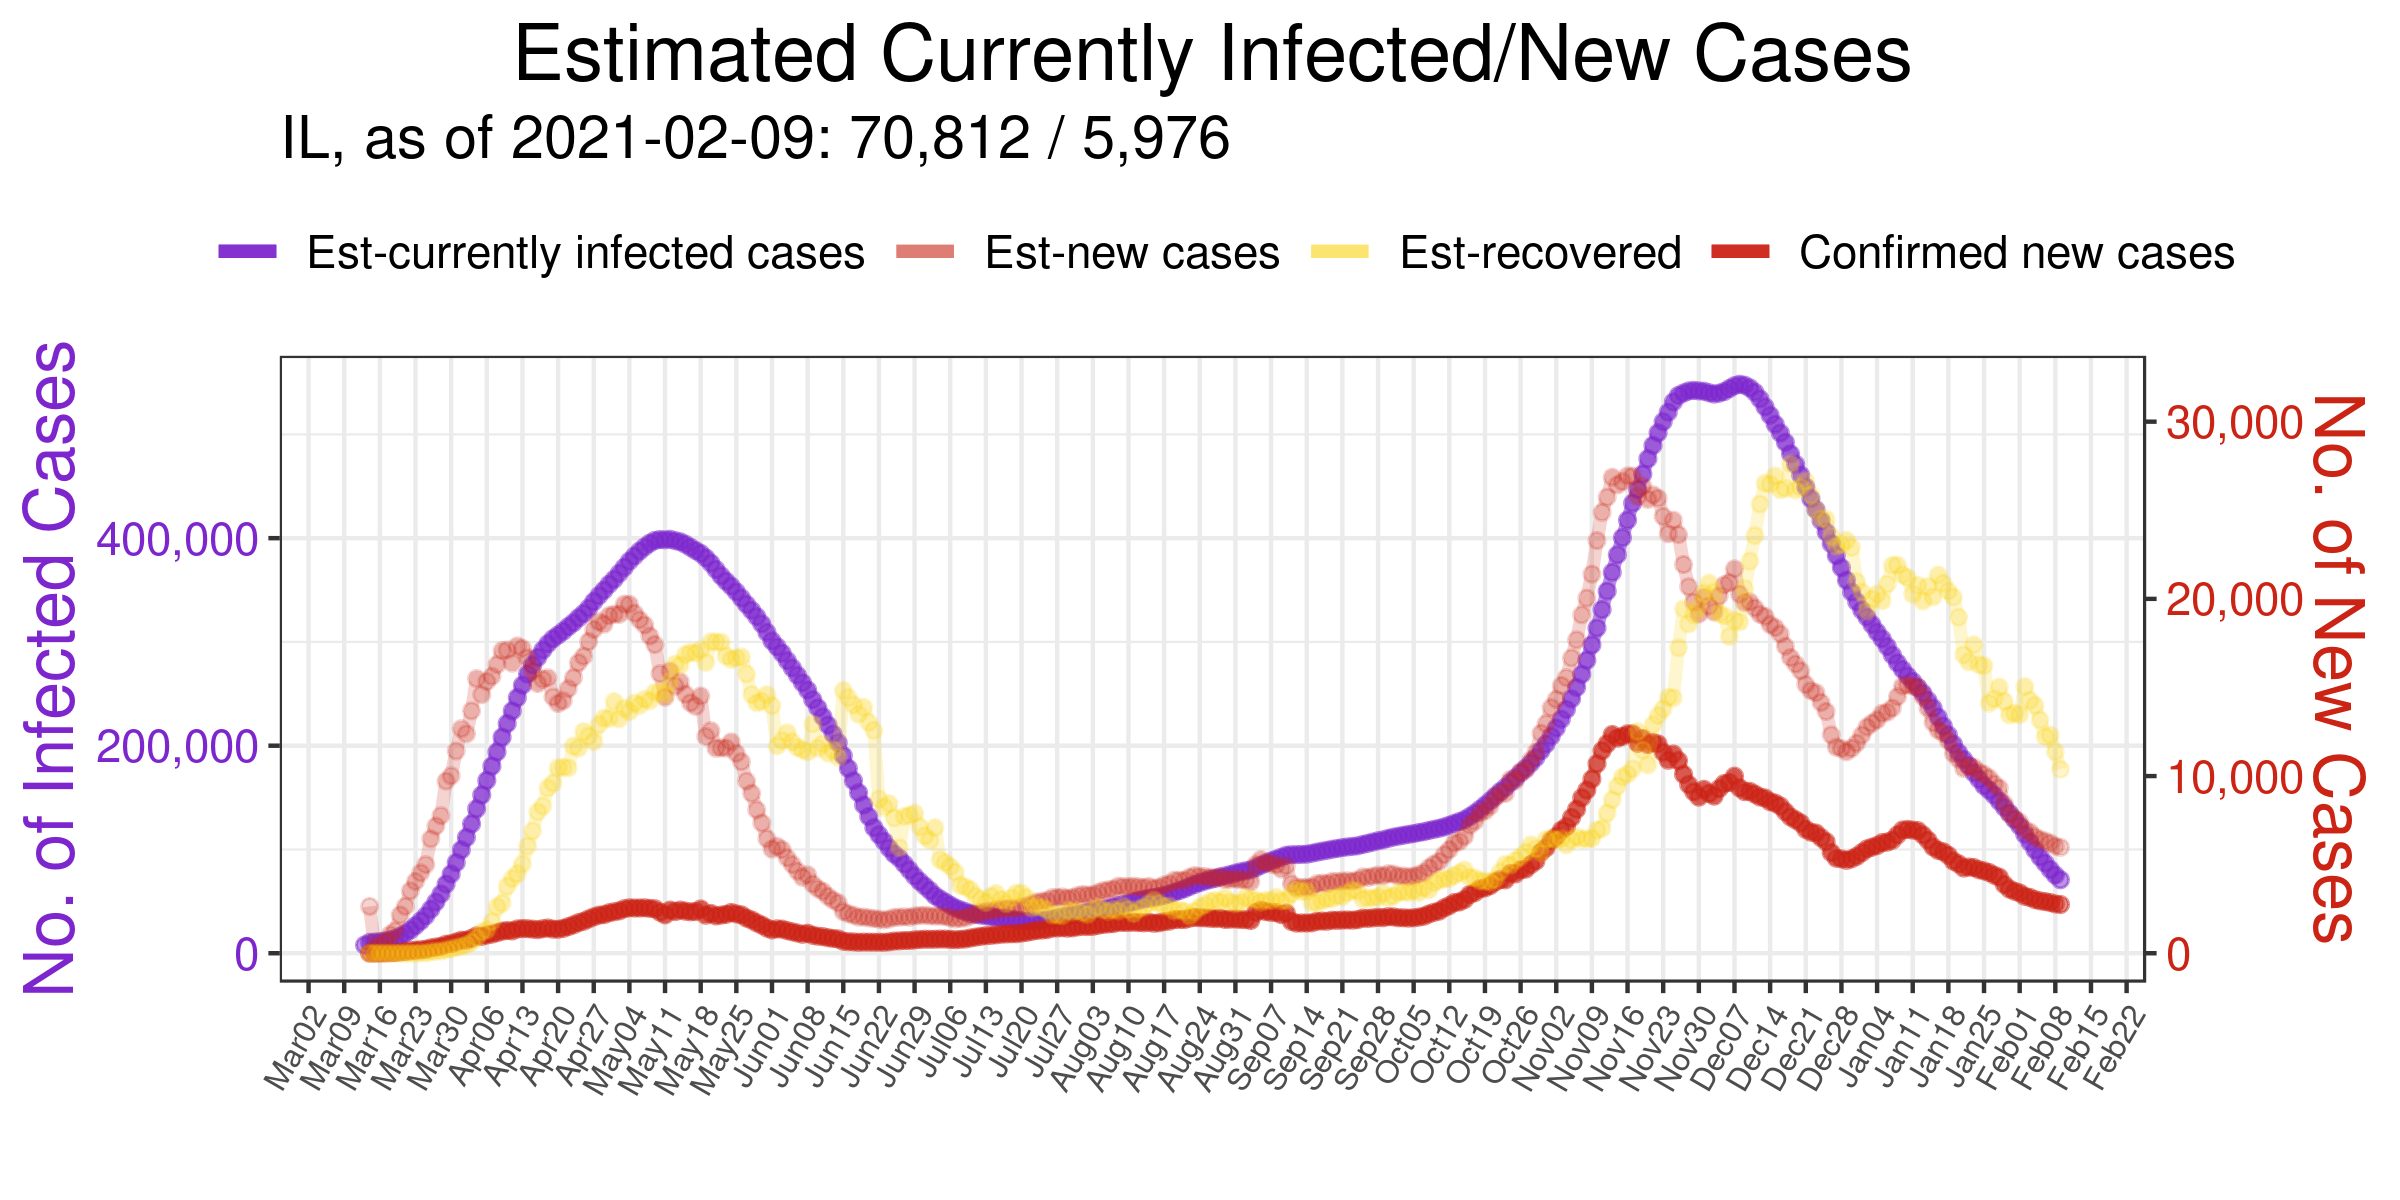 Estimated Currently Infected/New Cases
IL, as of 2021-02-09: 70,812 / 5,976
Est-currently infected cases Est-new cases Est-recovered Confirmed new cases
No. of Infected Cases
400,000
200,000
0
30,000
20,000
10,000
0
No. of New Cases
Mar02 Mar09 Mar16 Mar23 Mar30 Apr06 Apr13 Apr20 Apr27 May04 May11 May18 May25 Jun01 Jun08 Jun15 Jun22 Jun29 Jul06 Jul13 Jul20 Jul27 Aug03 Aug10 Aug17 Aug24 Aug31 Sep07 Sep14 Sep21 Sep28 Oct05 Oct12 Oct19 Oct26 Nov02 Nov09 Nov16 Nov23 Nov30 Dec07 Dec14 Dec21 Dec28 Jan04 Jan11 Jan18 Jan25 Feb01 Feb08 Feb15 Feb22